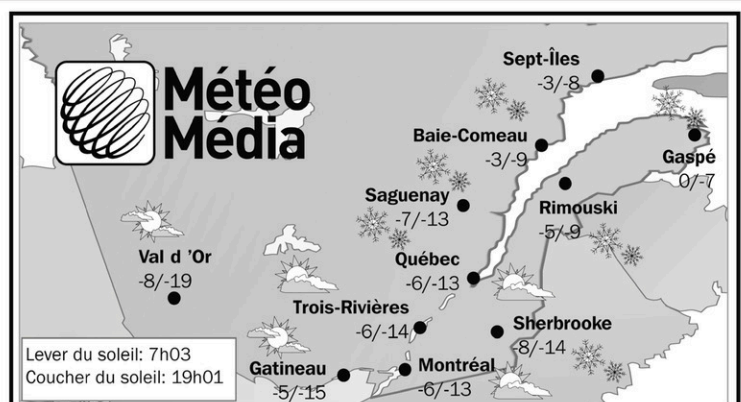 Météo
Média
Sept-Îles
-3/-8
Baie-Comeau
-3/-9
Gaspé
0/-7
Saguenay
-7/-13
Rimouski
-5/-9
Val d 'Or
-8/-19
Québec
-6/-13
Trois-Rivières
-6/-14
Sherbrooke
-8/-14
Lever du soleil: 7h03
Coucher du soleil: 19h01
Gatineau
-5/-15
Montréal
-6/-13